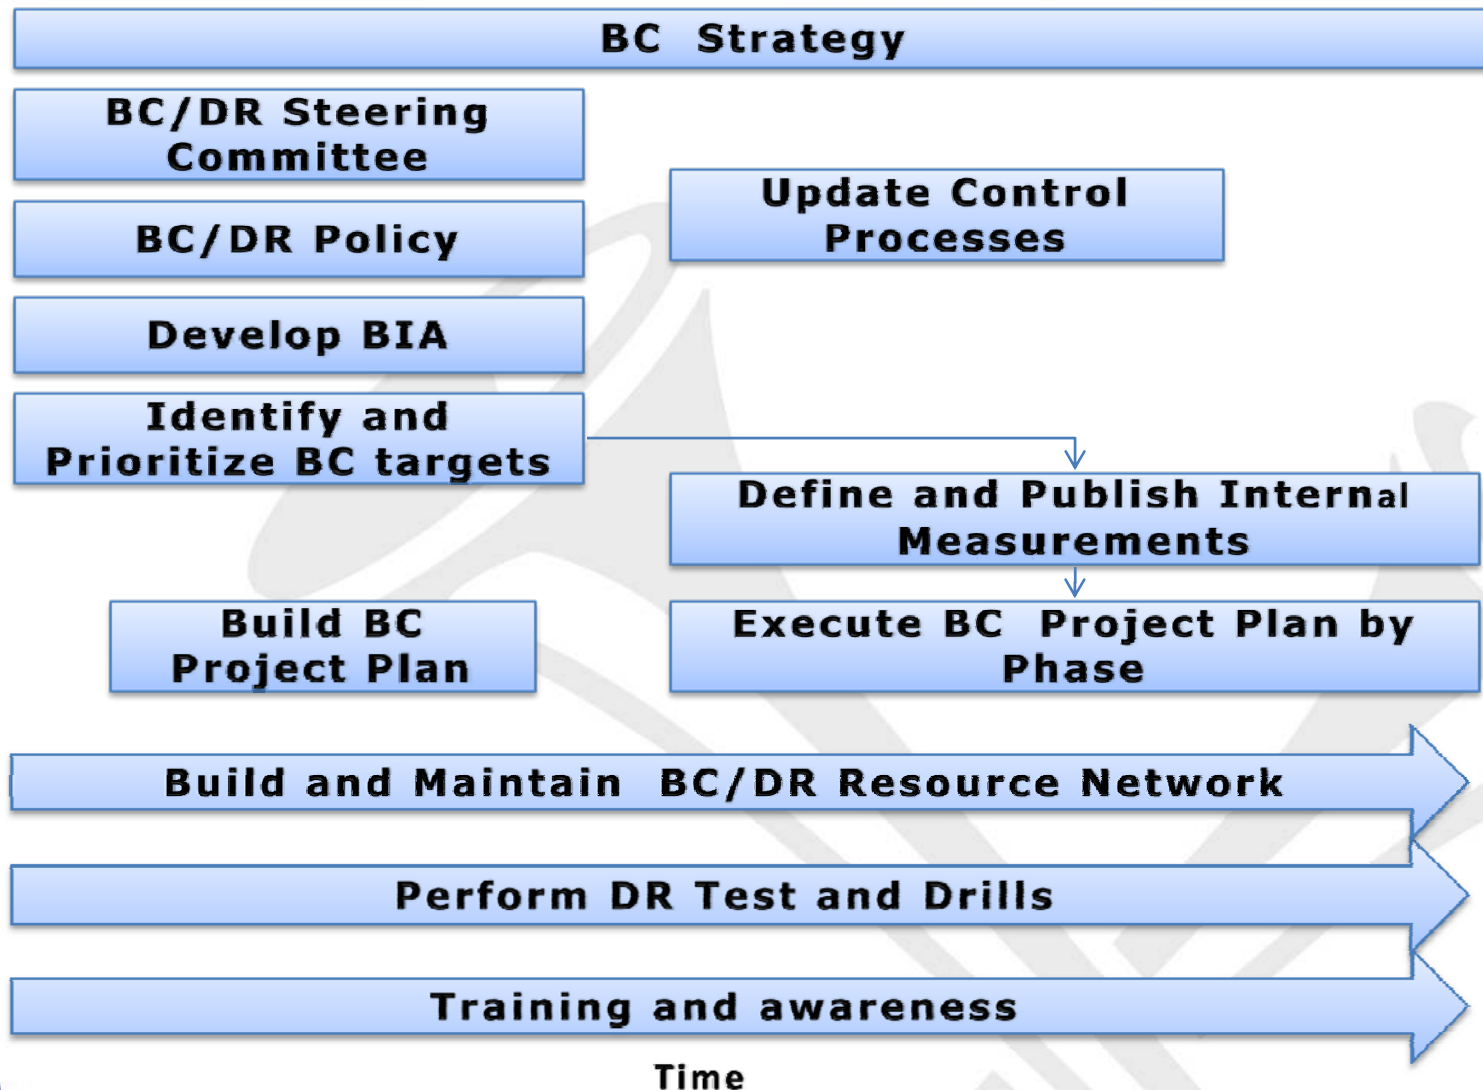 BC Strategy
BC/DR Steering
Committee
BC/DR Policy
Develop BIA
Identify and
Prioritize BC targets
Build BC
Project Plan
Update Control
Processes
Define and Publish Internal
Measurements
Execute BC Project Plan by
Phase
Build and Maintain BC/DR Resource Network
Perform DR Test and Drills
Training and awareness
Time